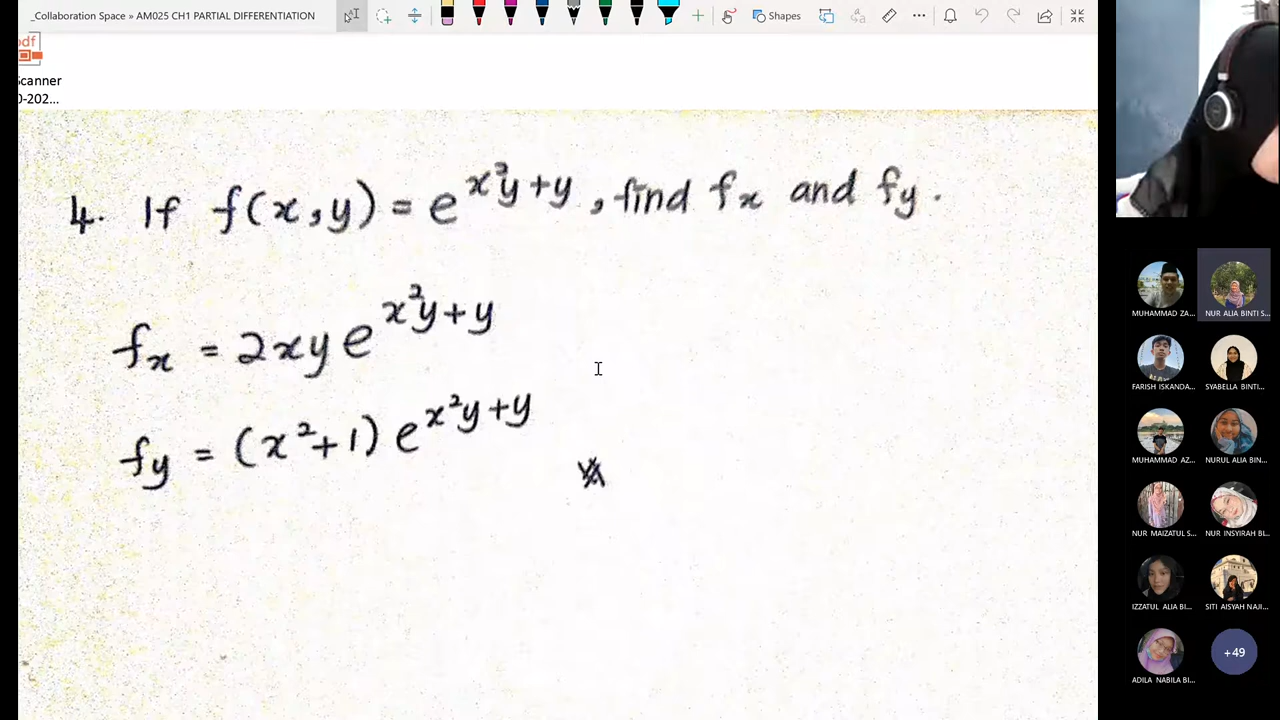 _Collaboration Space » AM025 CH1 PARTIAL DIFFERENTIATION
Shapes
pdf
Scanner
0-202...
4. If f(x,y) = e^{x²y+y}, find fx and fy.
fx = 2xy e^{x²y+y}
fy = (x²+1) e^{x²y+y}
MUHAMMAD ZA...
NUR ALIA BINTI S...
FARISH ISKANDA...
SYABELLA BINTI...
MUHAMMAD AZ...
NURUL ALIA BIN...
NUR MAIZATUL S...
NUR INSYIRAH BI...
IZZATUL ALIA BI...
SITI AISYAH NAJI...
ADILA NABILA BI...
+49